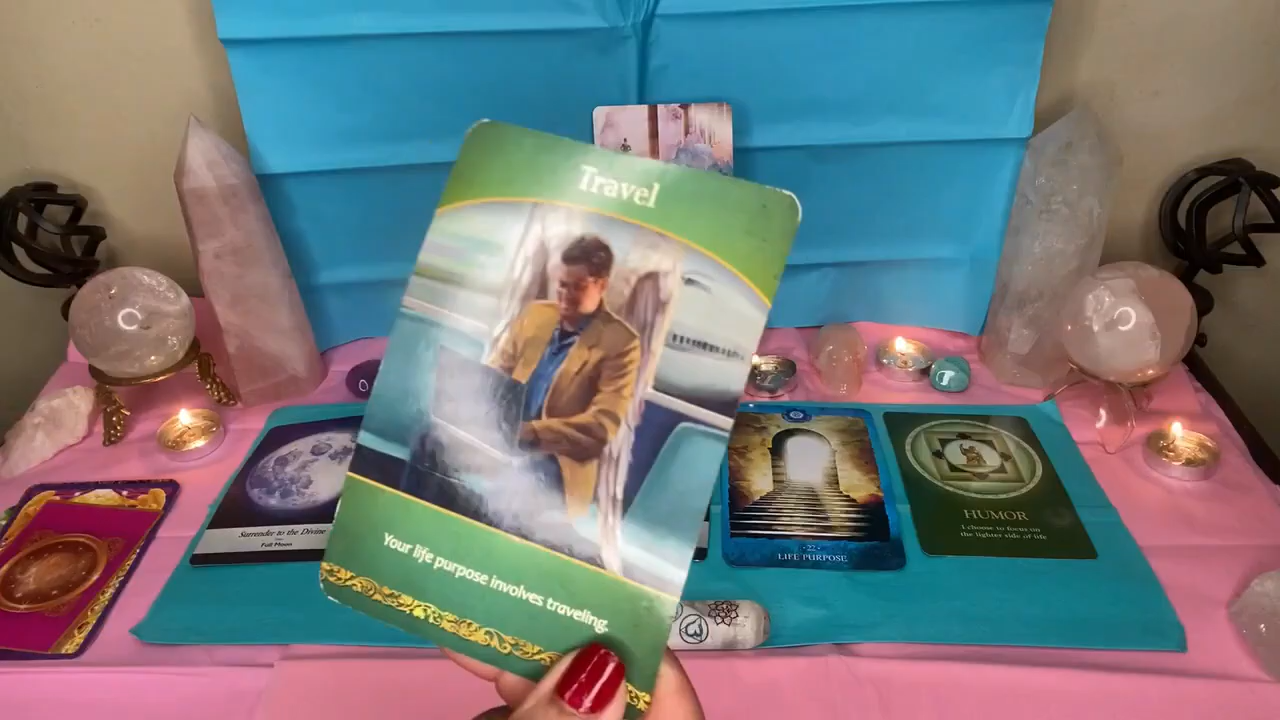 Travel
Your life purpose involves traveling.
Surrender to the Divine
Full Moon
- 22 -
LIFE PURPOSE
HUMOR
I choose to focus on
the lighter side of life